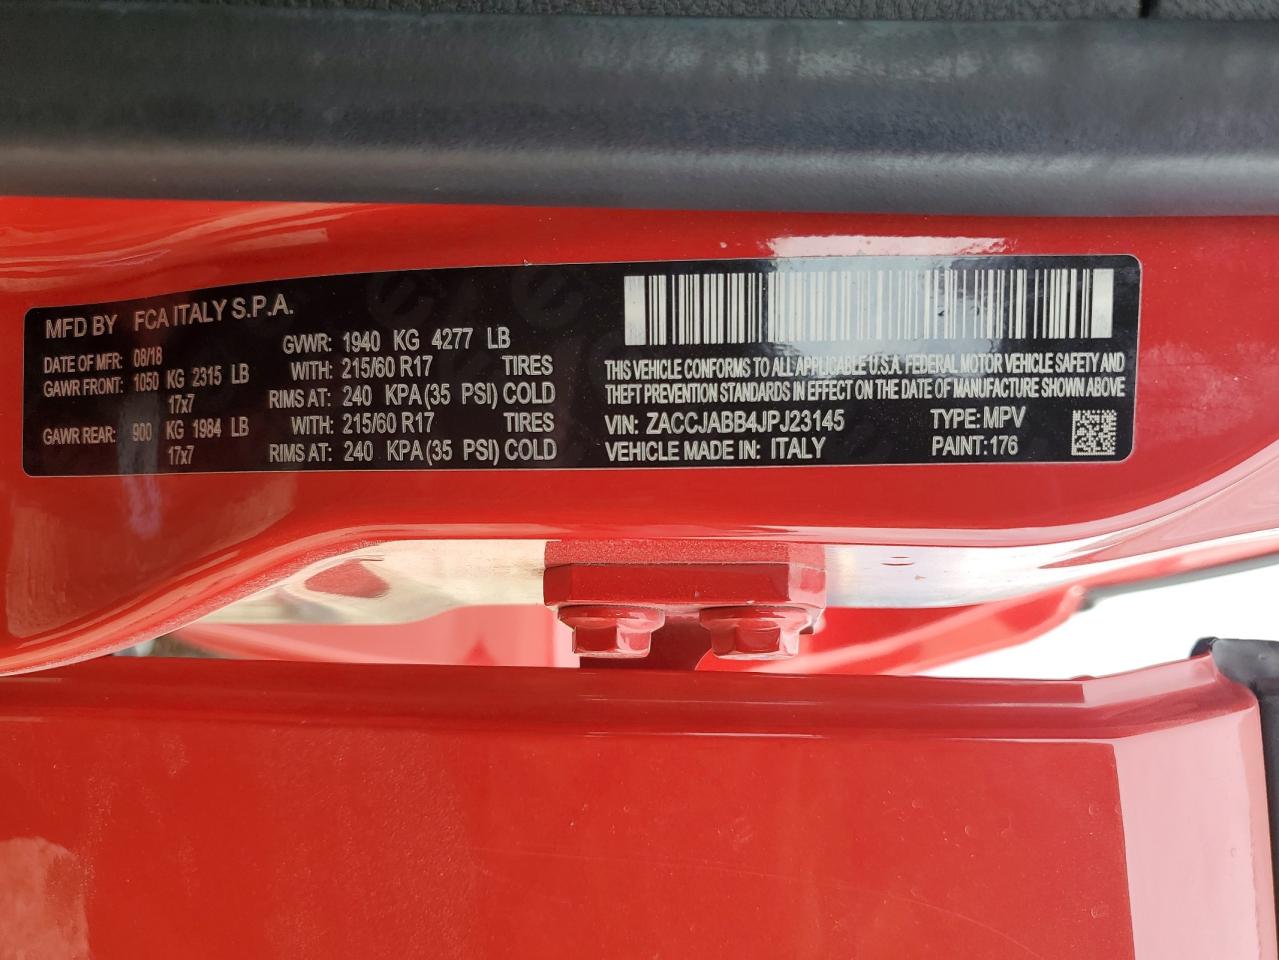 MFD BY FCA ITALY S.P.A.
DATE OF MFR: 08/18 GVWR: 1940 KG 4277 LB
GAWR FRONT: 1050 KG 2315 LB WITH: 215/60 R17 TIRES
17x7 RIMS AT: 240 KPA (35 PSI) COLD
GAWR REAR: 900 KG 1984 LB WITH: 215/60 R17 TIRES
17x7 RIMS AT: 240 KPA (35 PSI) COLD
THIS VEHICLE CONFORMS TO ALL APPLICABLE U.S.A. FEDERAL MOTOR VEHICLE SAFETY AND
THEFT PREVENTION STANDARDS IN EFFECT ON THE DATE OF MANUFACTURE SHOWN ABOVE
VIN: ZACCJABB4JPJ23145 TYPE: MPV
VEHICLE MADE IN: ITALY PAINT: 176